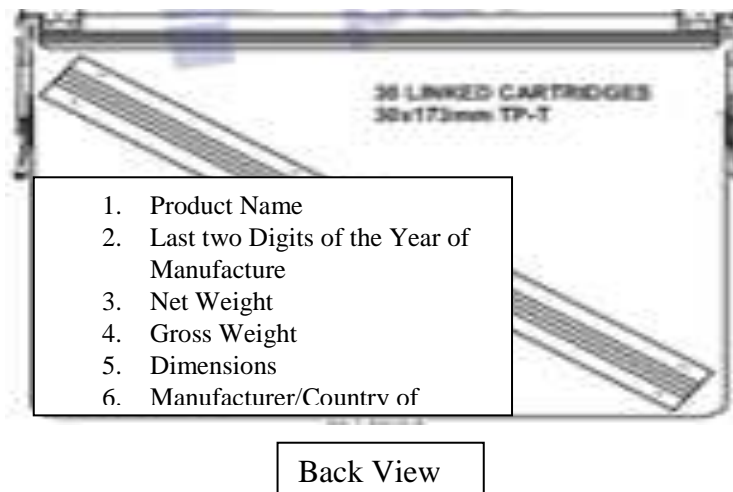 30 LINKED CARTRIDGES
30x173mm TP-T
1. Product Name
2. Last two Digits of the Year of
Manufacture
3. Net Weight
4. Gross Weight
5. Dimensions
6. Manufacturer/Country of
Back View